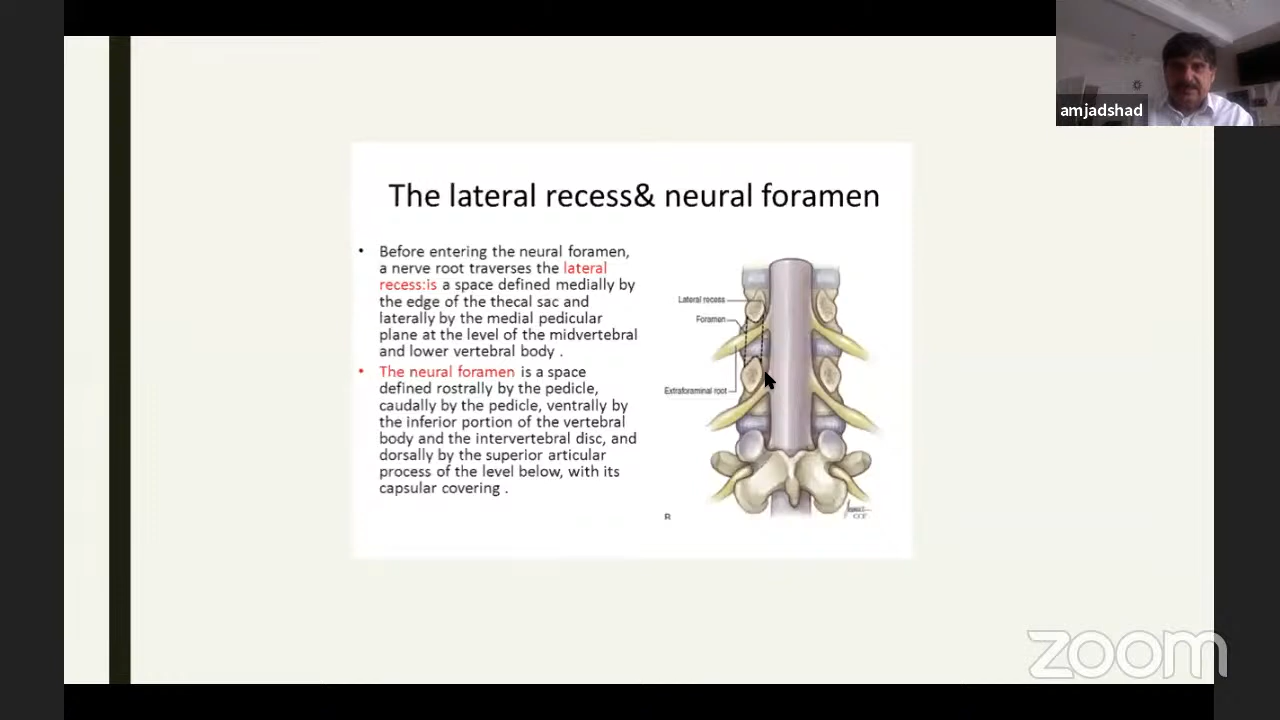 amjadshad
The lateral recess& neural foramen
• Before entering the neural foramen,
a nerve root traverses the lateral
recess:is a space defined medially by
the edge of the thecal sac and
laterally by the medial pedicular
plane at the level of the midvertebral
and lower vertebral body .
• The neural foramen is a space
defined rostrally by the pedicle,
caudally by the pedicle, ventrally by
the inferior portion of the vertebral
body and the intervertebral disc, and
dorsally by the superior articular
process of the level below, with its
capsular covering .
Lateral recess
Foramen
Extraforaminal root
zoom